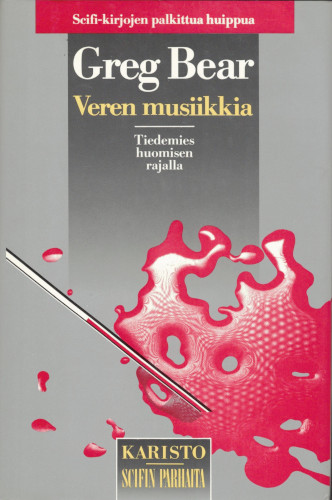 Scifi-kirjojen palkittua huippua
Greg Bear
Veren musiikkia
Tiedemies
huomisen
rajalla
KARISTO
SCIFIN PARHAITA